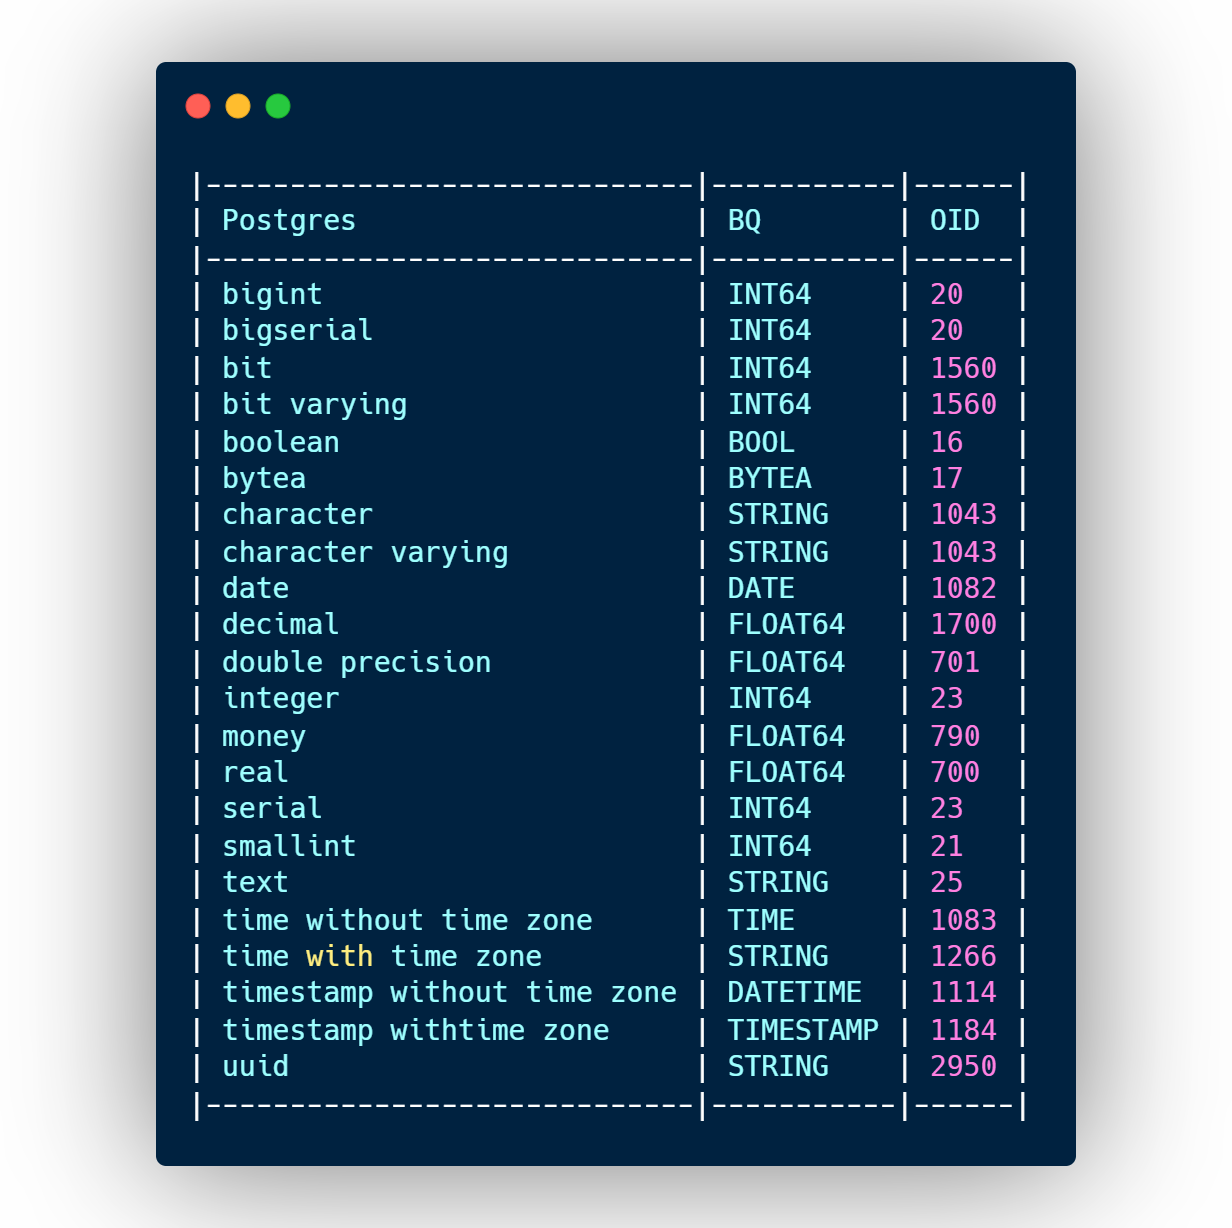 |-----------------------------|-----------|------|
| Postgres                    | BQ        | OID  |
|-----------------------------|-----------|------|
| bigint                      | INT64     | 20   |
| bigserial                   | INT64     | 20   |
| bit                         | INT64     | 1560 |
| bit varying                 | INT64     | 1560 |
| boolean                     | BOOL      | 16   |
| bytea                       | BYTEA     | 17   |
| character                   | STRING    | 1043 |
| character varying           | STRING    | 1043 |
| date                        | DATE      | 1082 |
| decimal                     | FLOAT64   | 1700 |
| double precision            | FLOAT64   | 701  |
| integer                     | INT64     | 23   |
| money                       | FLOAT64   | 790  |
| real                        | FLOAT64   | 700  |
| serial                      | INT64     | 23   |
| smallint                    | INT64     | 21   |
| text                        | STRING    | 25   |
| time without time zone      | TIME      | 1083 |
| time with time zone         | STRING    | 1266 |
| timestamp without time zone | DATETIME  | 1114 |
| timestamp withtime zone     | TIMESTAMP | 1184 |
| uuid                        | STRING    | 2950 |
|-----------------------------|-----------|------|